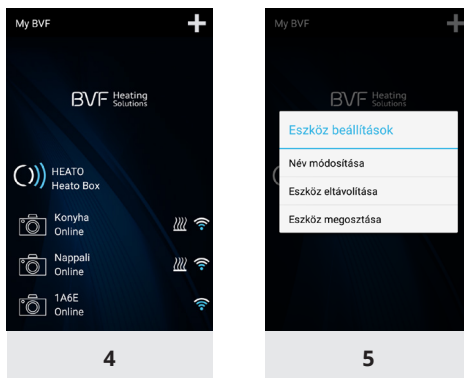 My BVF
BVF Heating
Solutions
HEATO
Heato Box
Konyha
Online
Nappali
Online
1A6E
Online
4
My BVF
BVF Heating
Solutions
Eszköz beállítások
Név módosítása
Eszköz eltávolítása
Eszköz megosztása
5